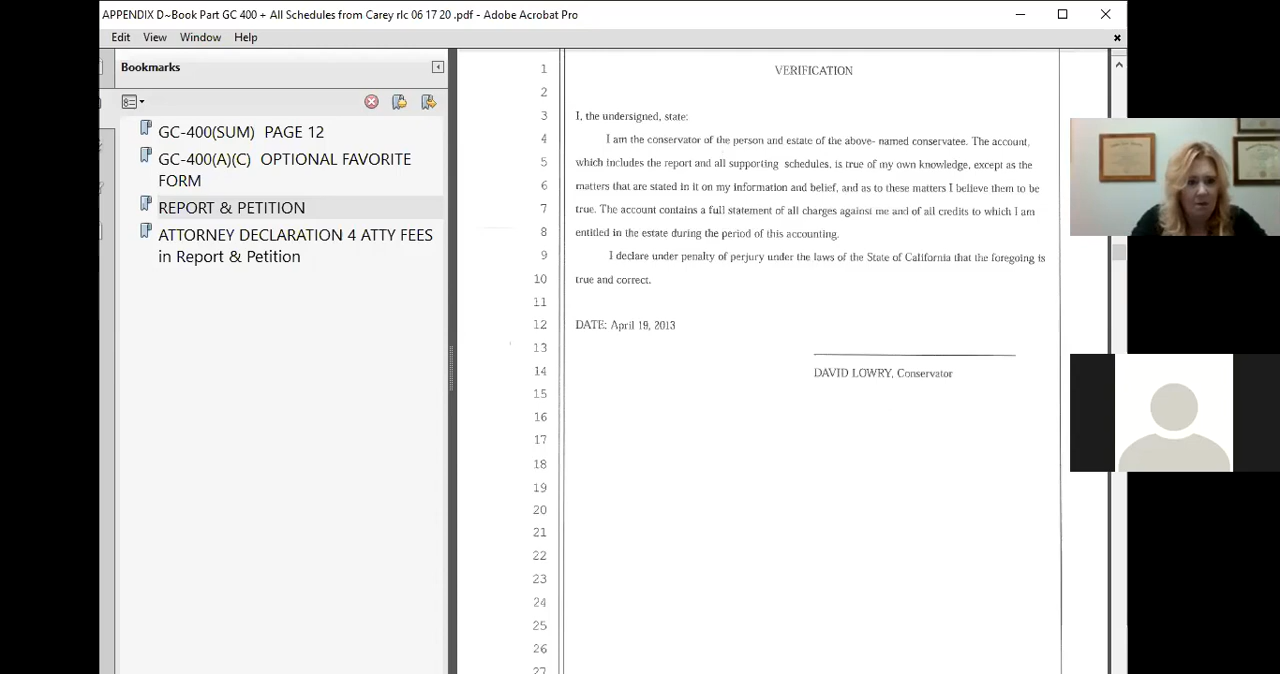 APPENDIX D~Book Part GC 400 + All Schedules from Carey rlc 06 17 20 .pdf - Adobe Acrobat Pro
Edit View Window Help
Bookmarks
GC-400(SUM) PAGE 12
GC-400(A)(C) OPTIONAL FAVORITE
FORM
REPORT & PETITION
ATTORNEY DECLARATION 4 ATTY FEES
in Report & Petition
1 VERIFICATION
2
3 I, the undersigned, state:
4 I am the conservator of the person and estate of the above- named conservatee. The account,
5 which includes the report and all supporting schedules, is true of my own knowledge, except as the
6 matters that are stated in it on my information and belief, and as to these matters I believe them to be
7 true. The account contains a full statement of all charges against me and of all credits to which I am
8 entitled in the estate during the period of this accounting.
9 I declare under penalty of perjury under the laws of the State of California that the foregoing is
10 true and correct.
11
12 DATE: April 19, 2013
13
14 DAVID LOWRY, Conservator
15
16
17
18
19
20
21
22
23
24
25
26
27